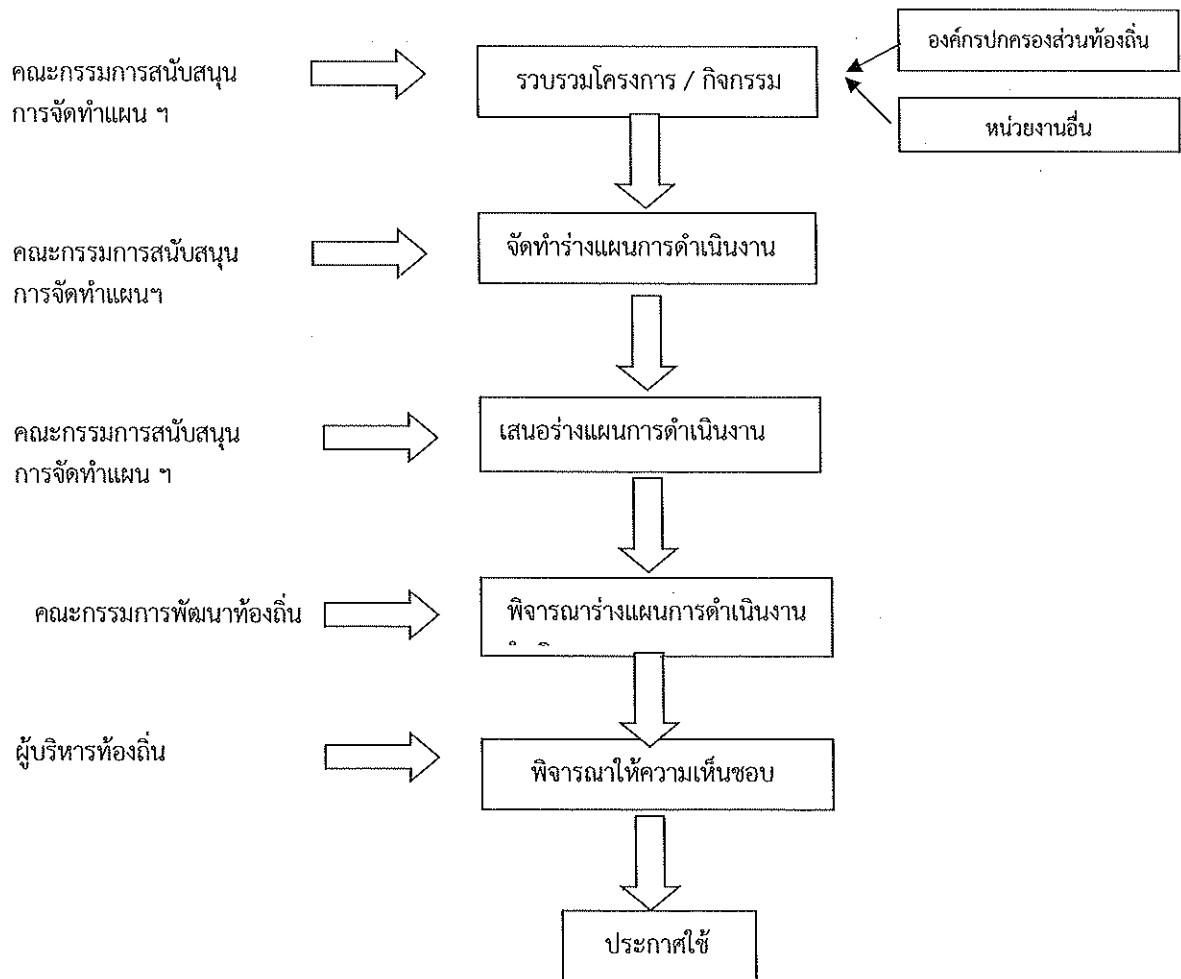 องค์กรปกครองส่วนท้องถิ่น
คณะกรรมการสนับสนุน
การจัดทำแผน ฯ
รวบรวมโครงการ / กิจกรรม
หน่วยงานอื่น
คณะกรรมการสนับสนุน
การจัดทำแผนฯ
จัดทำร่างแผนการดำเนินงาน
คณะกรรมการสนับสนุน
การจัดทำแผน ฯ
เสนอร่างแผนการดำเนินงาน
คณะกรรมการพัฒนาท้องถิ่น
พิจารณาร่างแผนการดำเนินงาน
ผู้บริหารท้องถิ่น
พิจารณาให้ความเห็นชอบ
ประกาศใช้